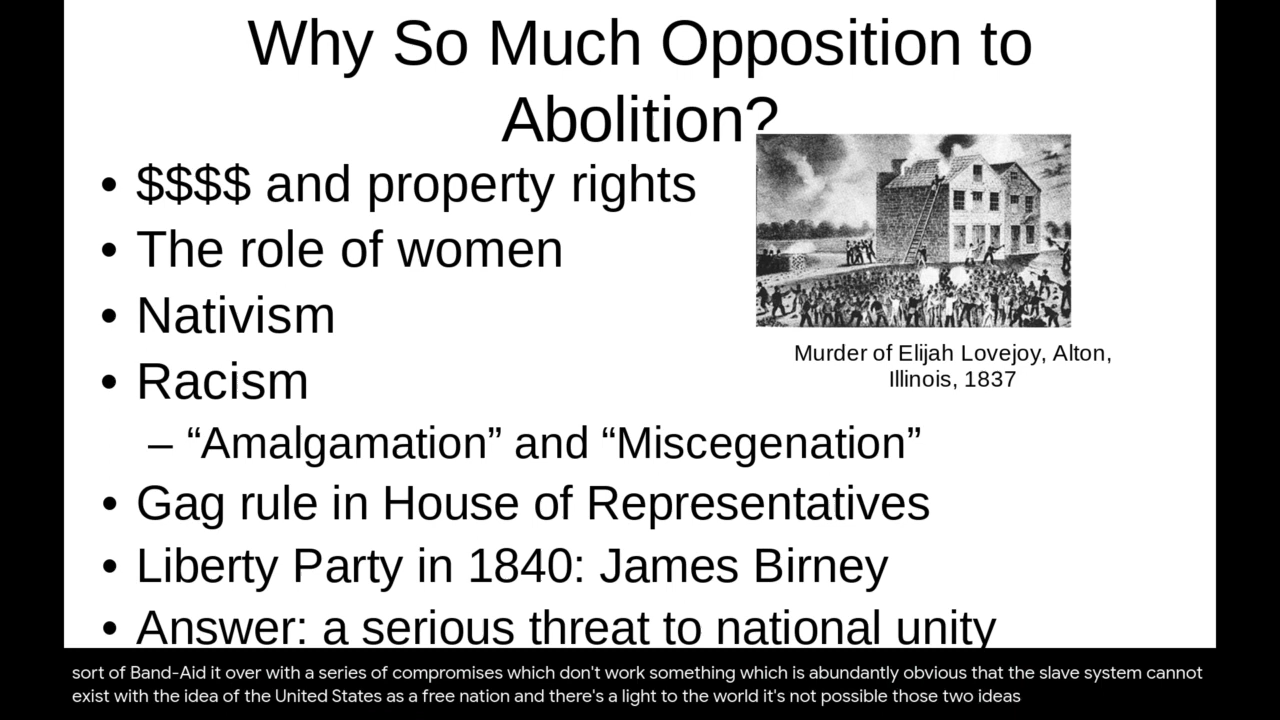 Why So Much Opposition to
Abolition?
• $$$$ and property rights
• The role of women
• Nativism
• Racism
– “Amalgamation” and “Miscegenation”
• Gag rule in House of Representatives
• Liberty Party in 1840: James Birney
• Answer: a serious threat to national unity
Murder of Elijah Lovejoy, Alton,
Illinois, 1837
sort of Band-Aid it over with a series of compromises which don't work something which is abundantly obvious that the slave system cannot
exist with the idea of the United States as a free nation and there's a light to the world it's not possible those two ideas